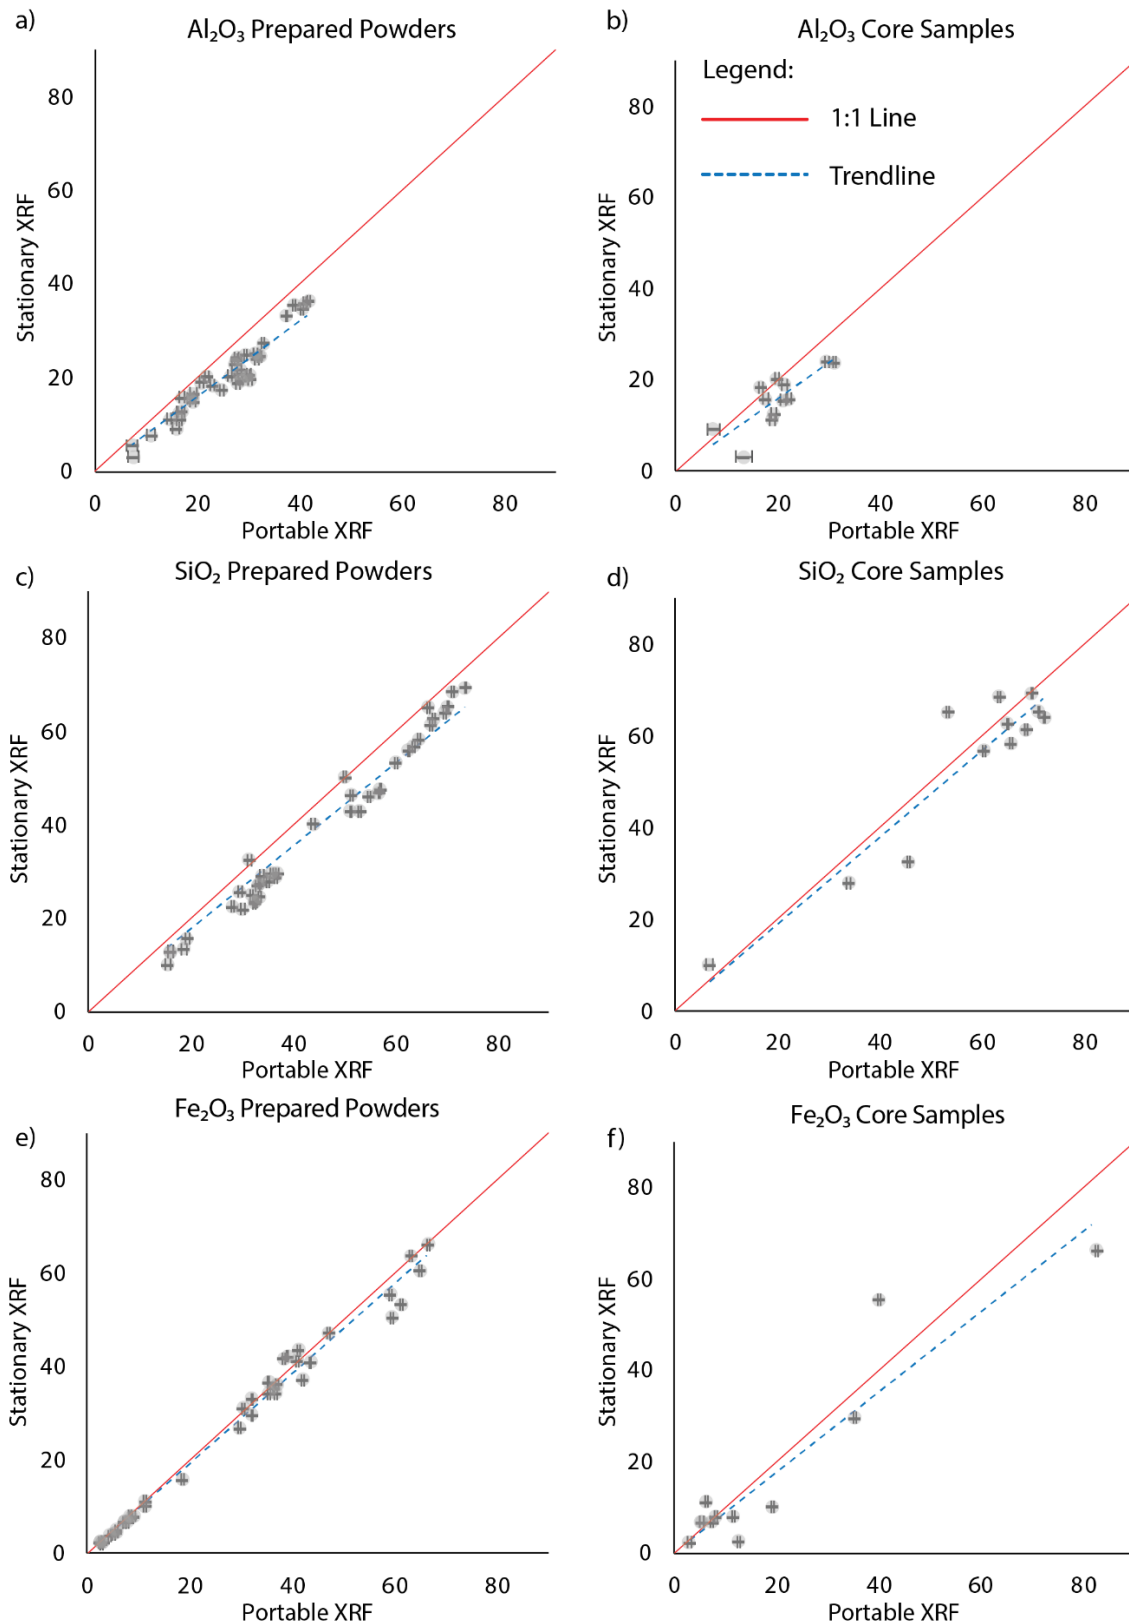 a)
Al₂O₃ Prepared Powders
80
60
40
20
0
Stationary XRF
0 20 40 60 80
Portable XRF
b)
Al₂O₃ Core Samples
Legend:
1:1 Line
Trendline
80
60
40
20
0
Stationary XRF
0 20 40 60 80
Portable XRF
c)
SiO₂ Prepared Powders
80
60
40
20
0
Stationary XRF
0 20 40 60 80
Portable XRF
d)
SiO₂ Core Samples
80
60
40
20
0
Stationary XRF
0 20 40 60 80
Portable XRF
e)
Fe₂O₃ Prepared Powders
80
60
40
20
0
Stationary XRF
0 20 40 60 80
Portable XRF
f)
Fe₂O₃ Core Samples
80
60
40
20
0
Stationary XRF
0 20 40 60 80
Portable XRF